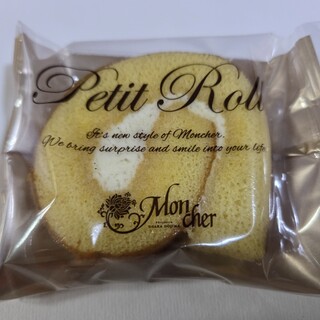 Petit Roll
It's new style of Moncher.
We bring surprise and smile into your life.
Mon
cher